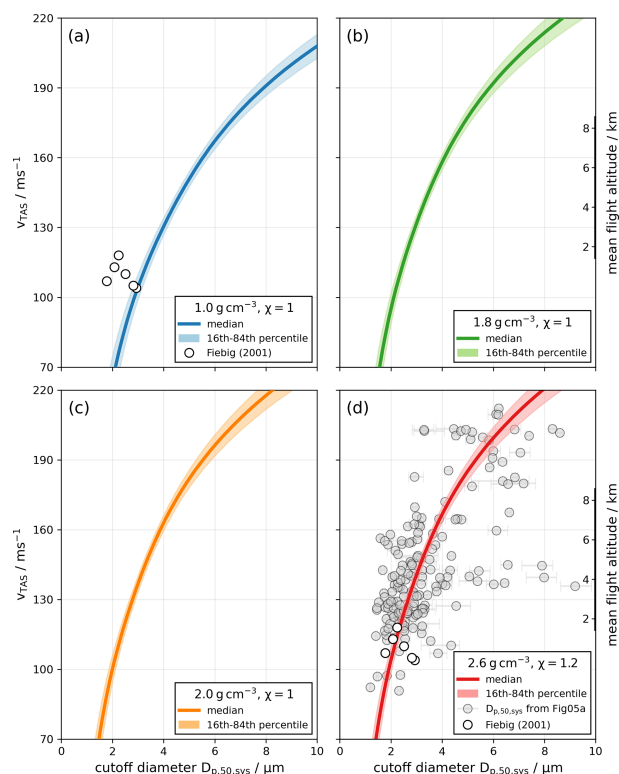 (a)
220
190
160
130
100
70
v_TAS / ms⁻¹
1.0 g cm⁻³, χ = 1
median
16th-84th percentile
Fiebig (2001)
(b)
8
6
4
2
mean flight altitude / km
1.8 g cm⁻³, χ = 1
median
16th-84th percentile
(c)
220
190
160
130
100
70
v_TAS / ms⁻¹
2.0 g cm⁻³, χ = 1
median
16th-84th percentile
0 2 4 6 8 10
cutoff diameter D_p,50,sys / μm
(d)
8
6
4
2
mean flight altitude / km
2.6 g cm⁻³, χ = 1.2
median
16th-84th percentile
D_p,50,sys from Fig05a
Fiebig (2001)
0 2 4 6 8 10
cutoff diameter D_p,50,sys / μm